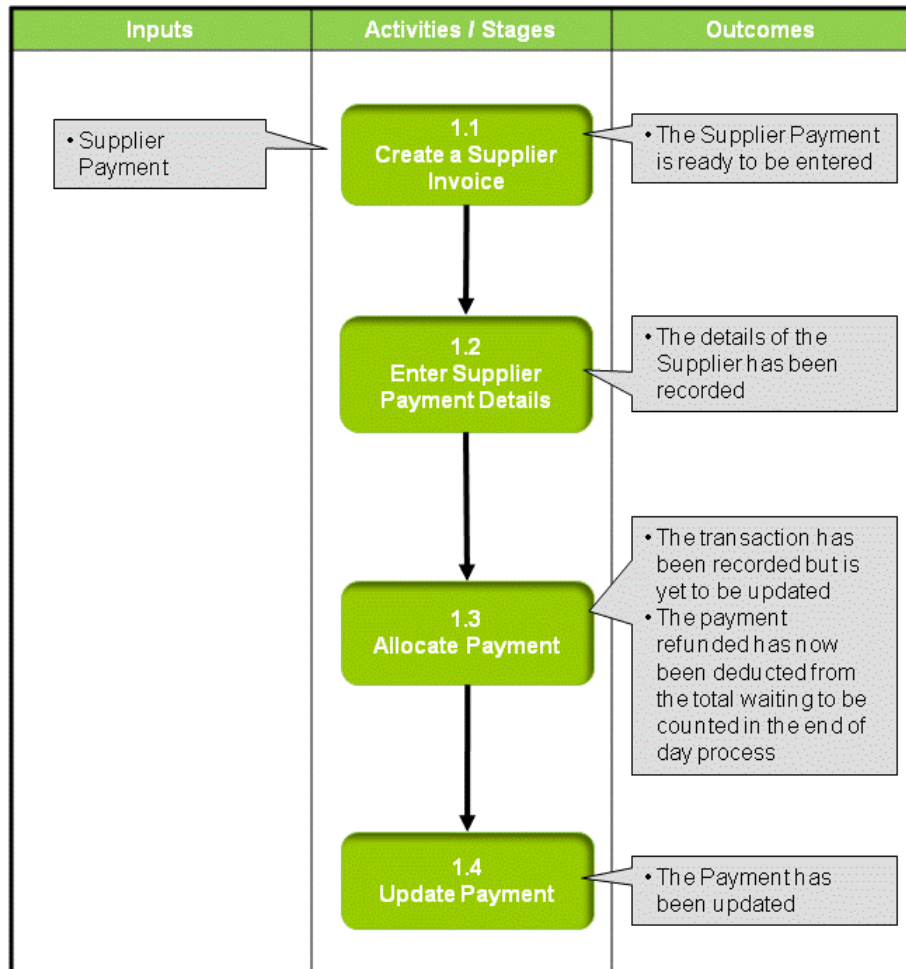 Inputs
Activities / Stages
Outcomes
• Supplier
Payment
1.1
Create a Supplier
Invoice
• The Supplier Payment
is ready to be entered
1.2
Enter Supplier
Payment Details
• The details of the
Supplier has been
recorded
1.3
Allocate Payment
• The transaction has
been recorded but is
yet to be updated
• The payment
refunded has now
been deducted from
the total waiting to be
counted in the end of
day process
1.4
Update Payment
• The Payment has
been updated